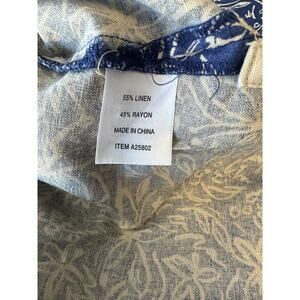 55% LINEN
45% RAYON
MADE IN CHINA
ITEM A25802